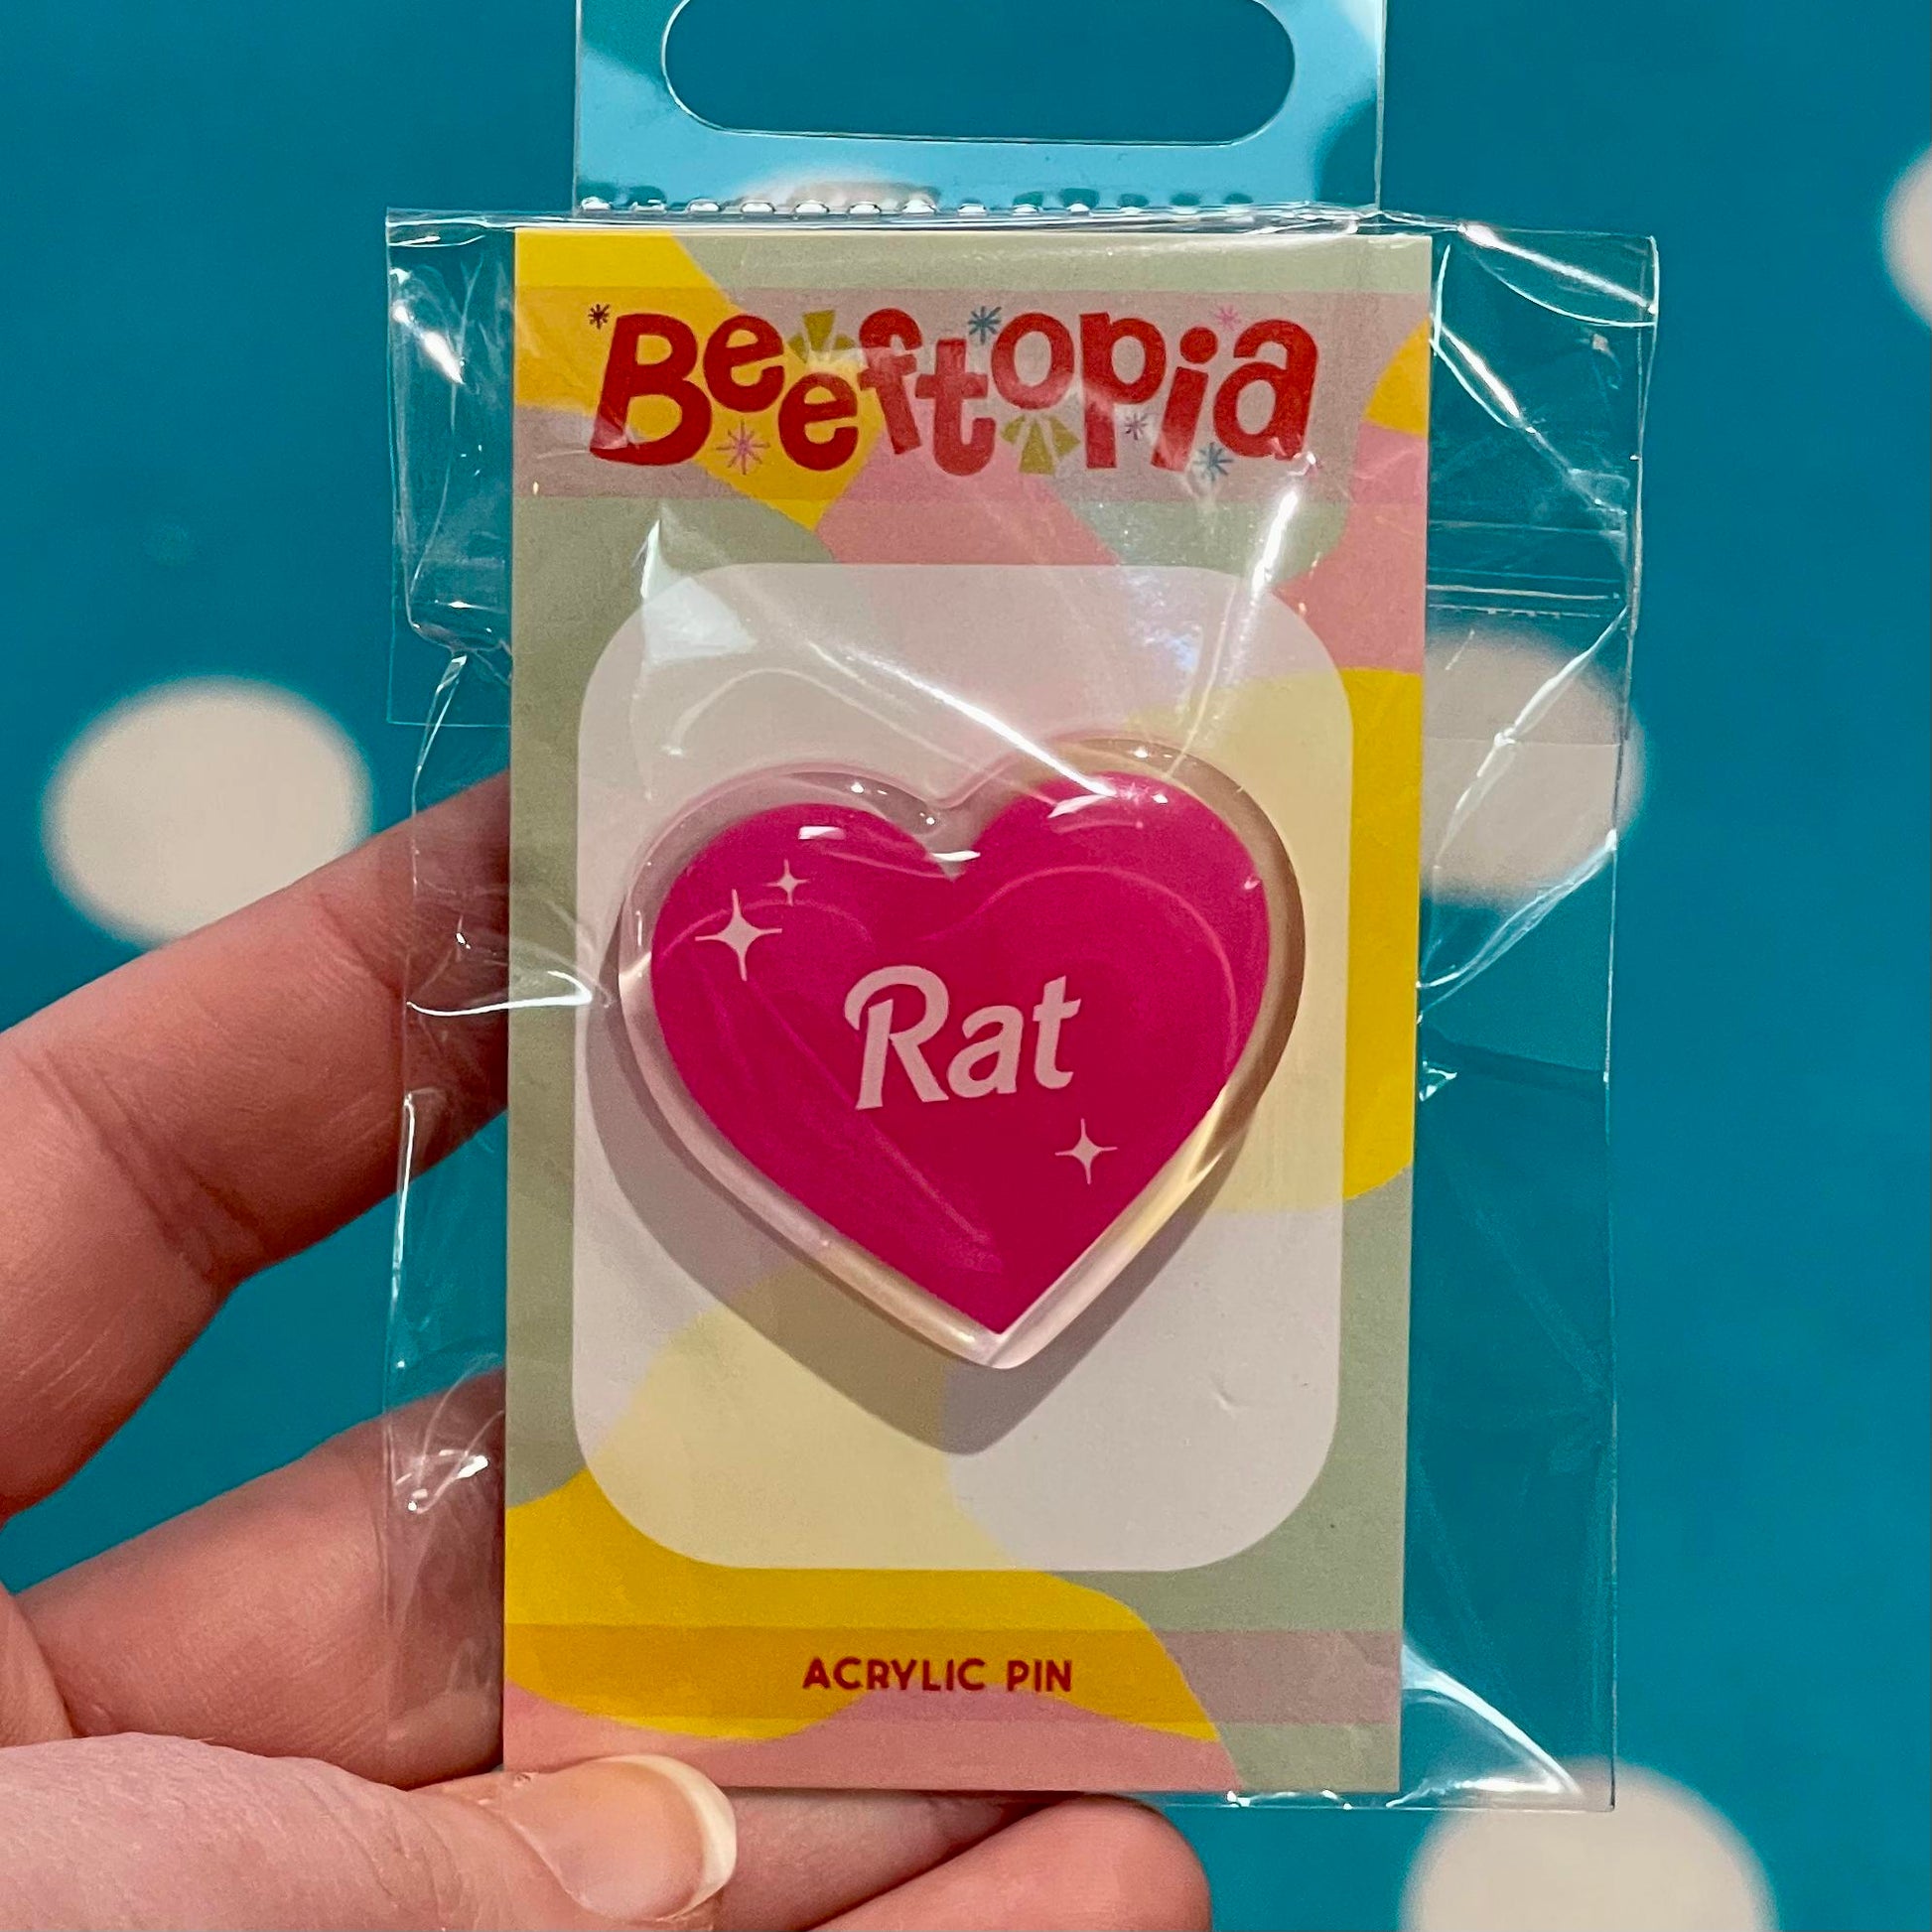 Beeftopia
Rat
ACRYLIC PIN